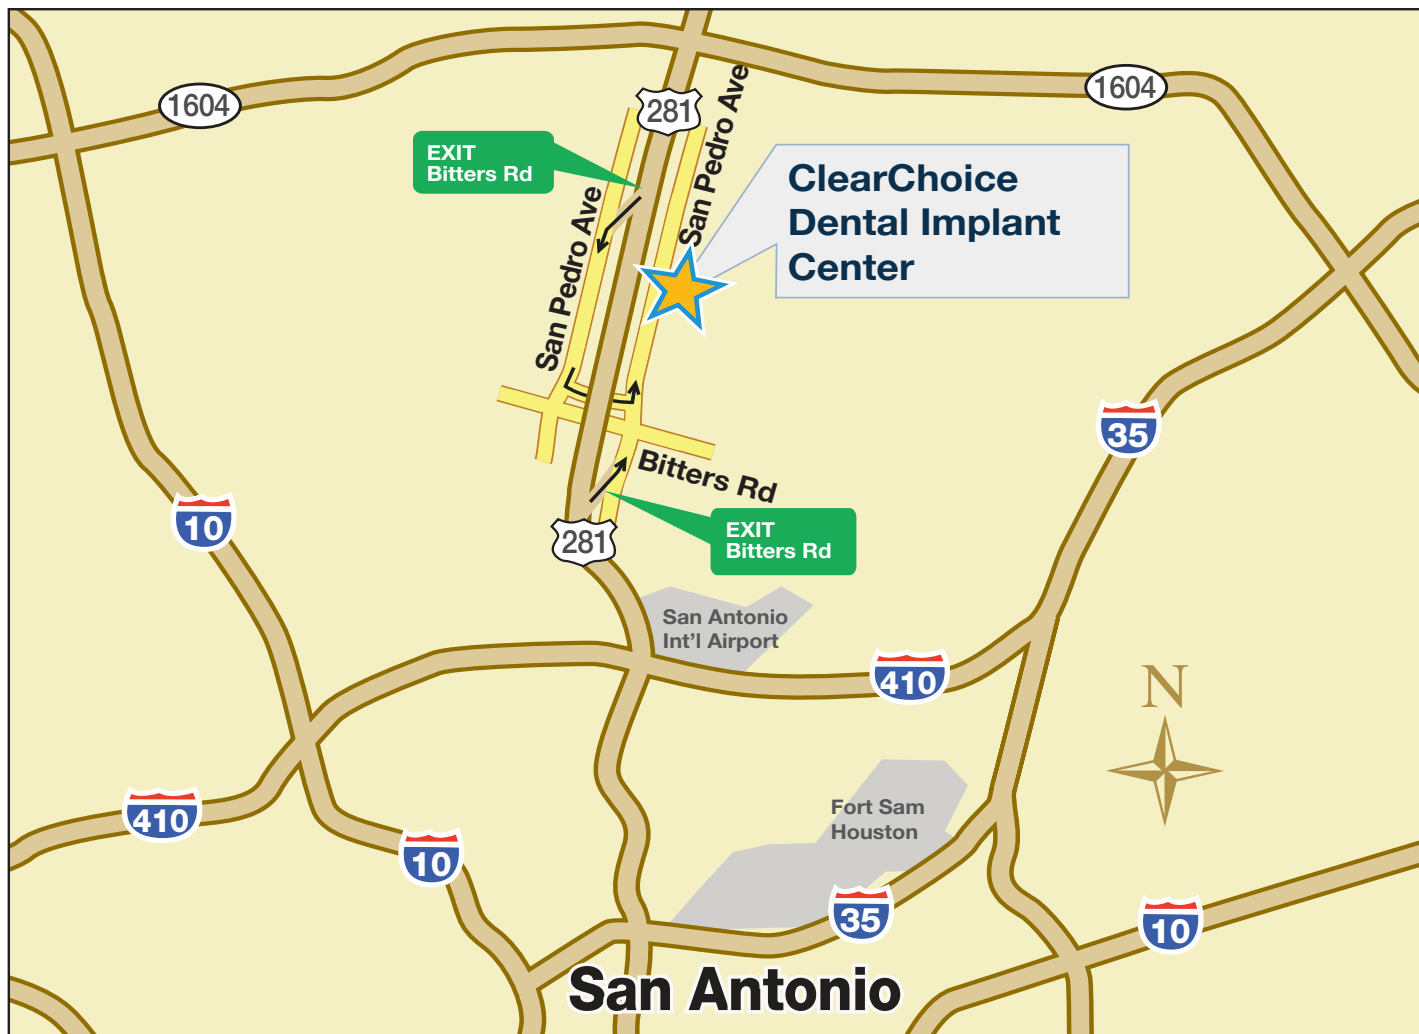 1604
281
San Pedro Ave
1604
EXIT
Bitters Rd
ClearChoice
Dental Implant
Center
San Pedro Ave
35
Bitters Rd
10
EXIT
Bitters Rd
281
San Antonio
Int'l Airport
410
N
410
Fort Sam
Houston
10
35
10
San Antonio